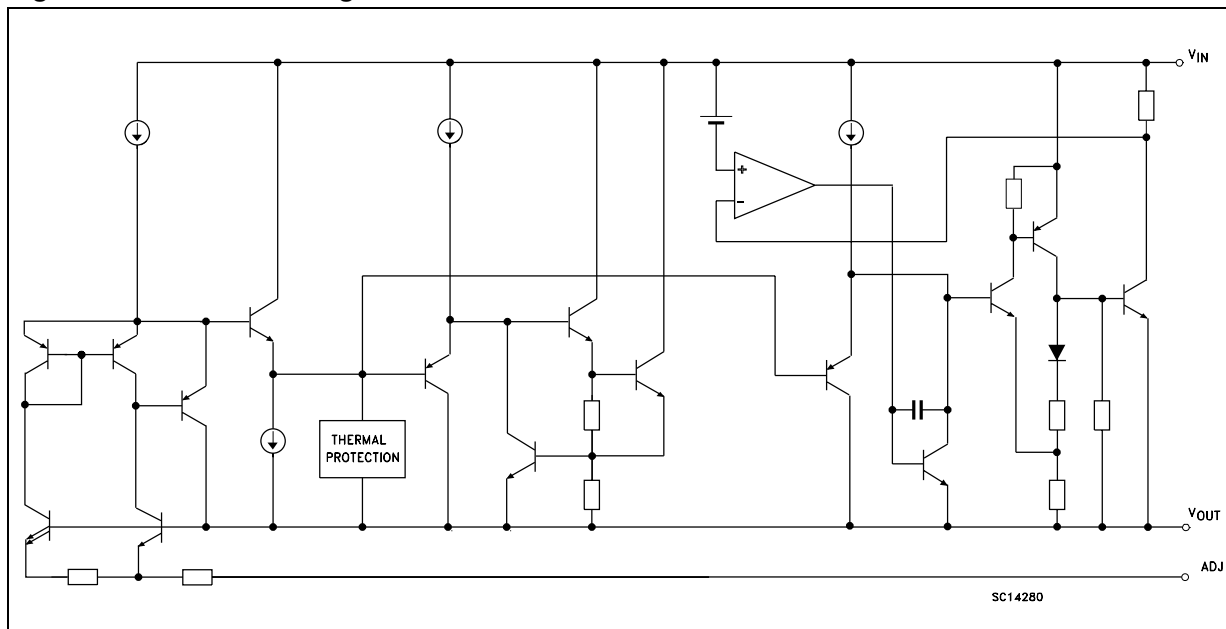 VIN
+
-
THERMAL
PROTECTION
VOUT
ADJ
SC14280